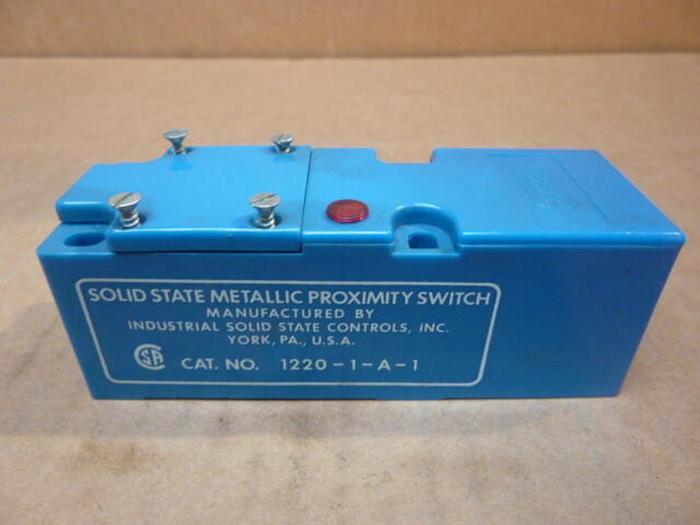 SOLID STATE METALLIC PROXIMITY SWITCH
MANUFACTURED BY
INDUSTRIAL SOLID STATE CONTROLS, INC.
YORK, PA., U.S.A.
SA CAT. NO. 1220-1-A-1